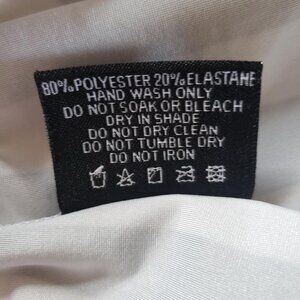 80% POLYESTER 20% ELASTANE
HAND WASH ONLY
DO NOT SOAK OR BLEACH
DRY IN SHADE
DO NOT DRY CLEAN
DO NOT TUMBLE DRY
DO NOT IRON